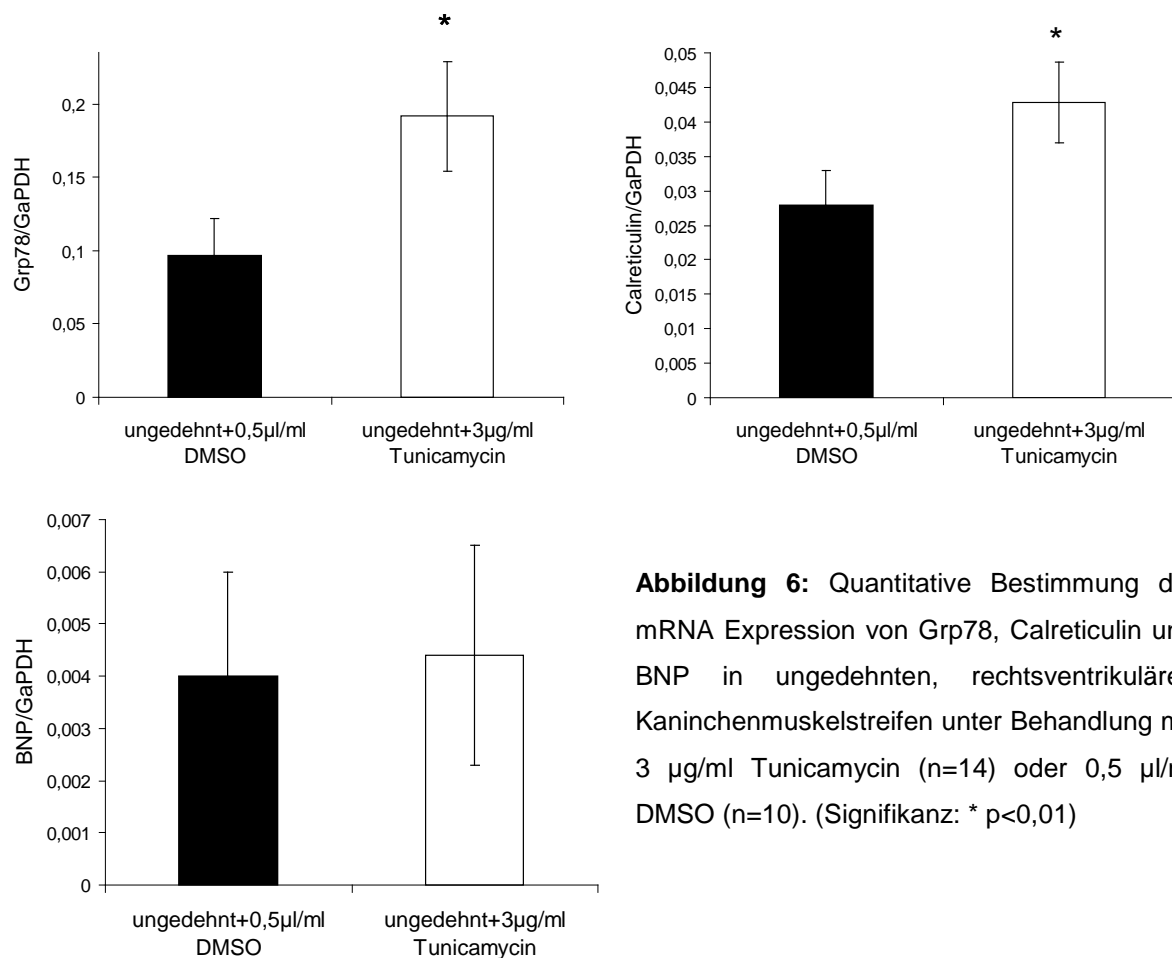 *
Grp78/GaPDH
0,2
0,15
0,1
0,05
0
ungedehnt+0,5µl/ml
DMSO
ungedehnt+3µg/ml
Tunicamycin
*
Calreticulin/GaPDH
0,05
0,045
0,04
0,035
0,03
0,025
0,02
0,015
0,01
0,005
0
ungedehnt+0,5µl/ml
DMSO
ungedehnt+3µg/ml
Tunicamycin
BNP/GaPDH
0,007
0,006
0,005
0,004
0,003
0,002
0,001
0
ungedehnt+0,5µl/ml
DMSO
ungedehnt+3µg/ml
Tunicamycin
Abbildung 6: Quantitative Bestimmung
mRNA Expression von Grp78, Calreticulin
BNP in ungedehnten,
Kaninchenmuskelstreifen unter Behandlung
3 µg/ml Tunicamycin (n=14) oder 0,5
DMSO (n=10). (Signifikanz: * p<0,01)